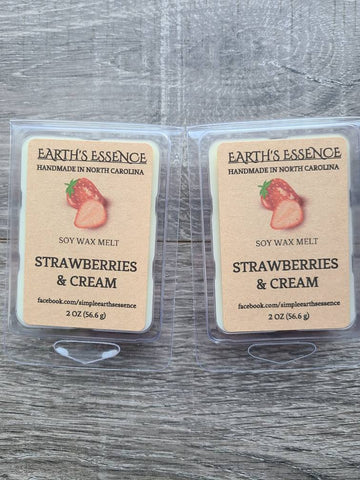 EARTH'S ESSENCE
HANDMADE IN NORTH CAROLINA
SOY WAX MELT
STRAWBERRIES
& CREAM
facebook.com/simpleearthsessence
2 OZ (56.6 g)
EARTH'S ESSENCE
HANDMADE IN NORTH CAROLINA
SOY WAX MELT
STRAWBERRIES
& CREAM
facebook.com/simpleearthsessence
2 OZ (56.6 g)